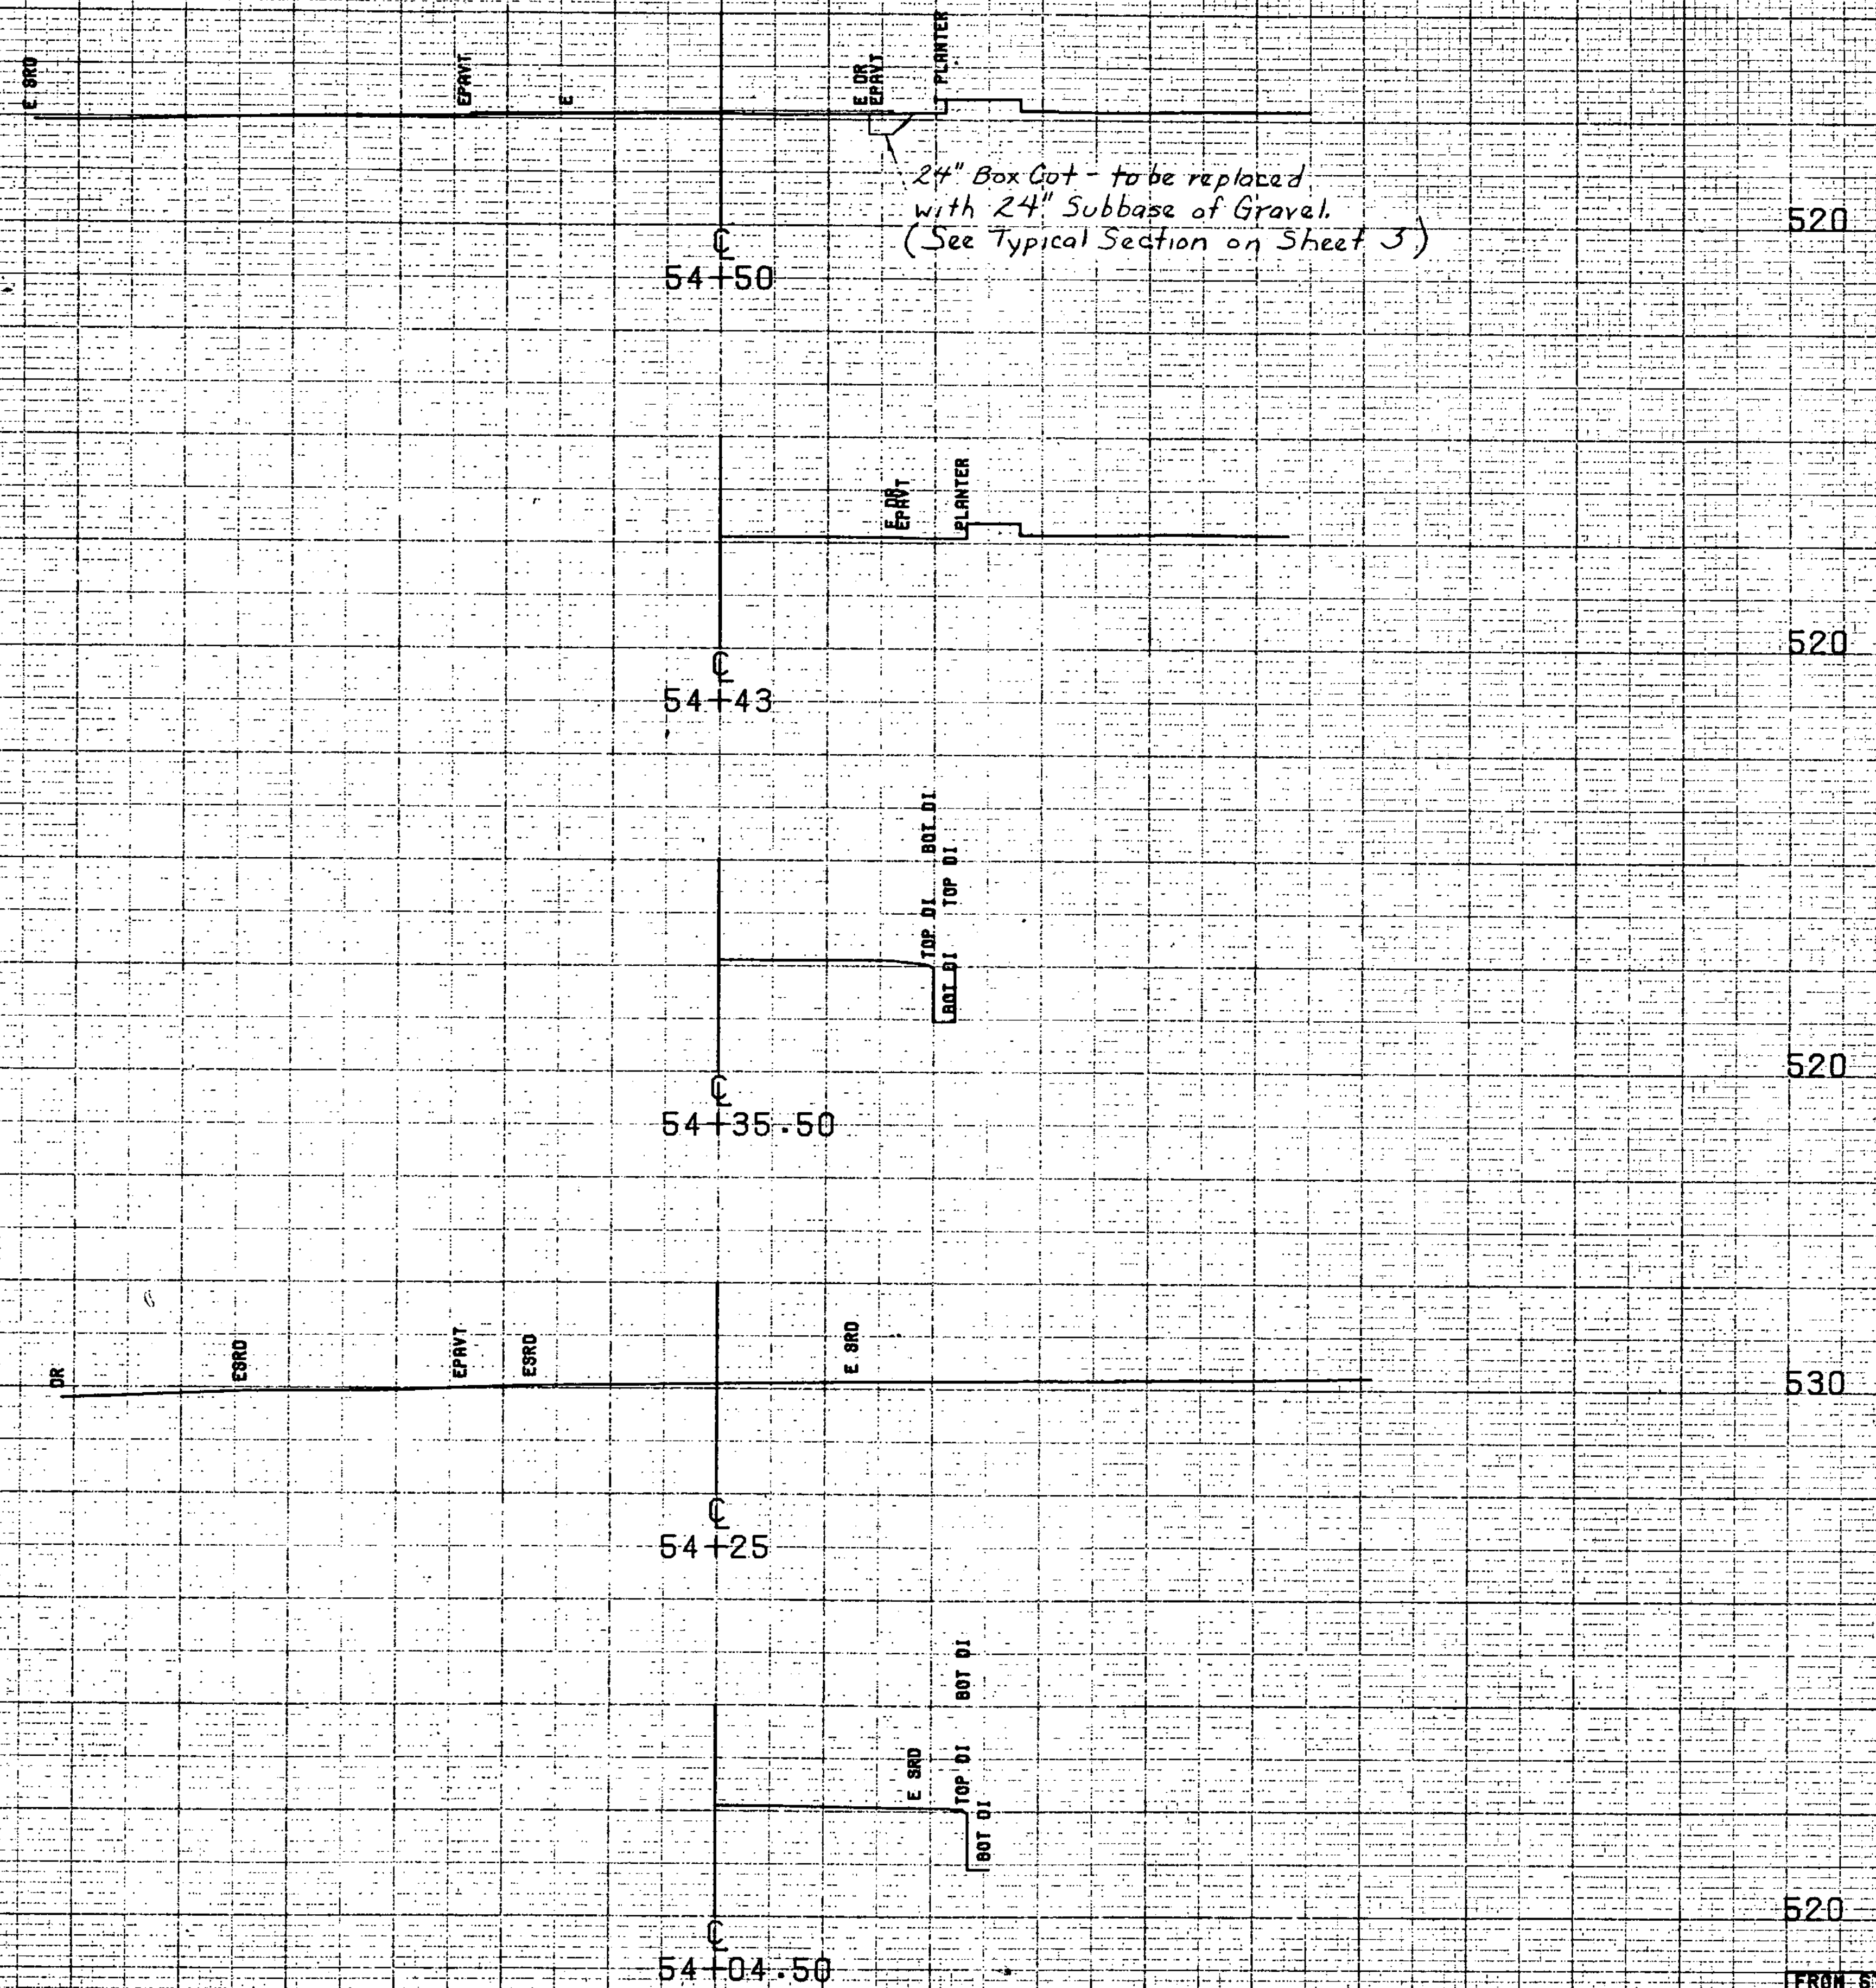 E SRD
EPAVT
E
E DR
EPAVT
PLANTER
24" Box Cut - to be replaced
with 24" Subbase of Gravel.
(See Typical Section on Sheet 3)
520
℄
54+50
E DR
EPAVT
PLANTER
520
℄
54+43
TOP DI BOT DI
BOT DI TOP DI
520
℄
54+35.50
DR
ESRD
EPAVT
ESRD
E SRD
530
℄
54+25
E SRD
TOP DI BOT DI
BOT DI
520
℄
54+04.50
FROM